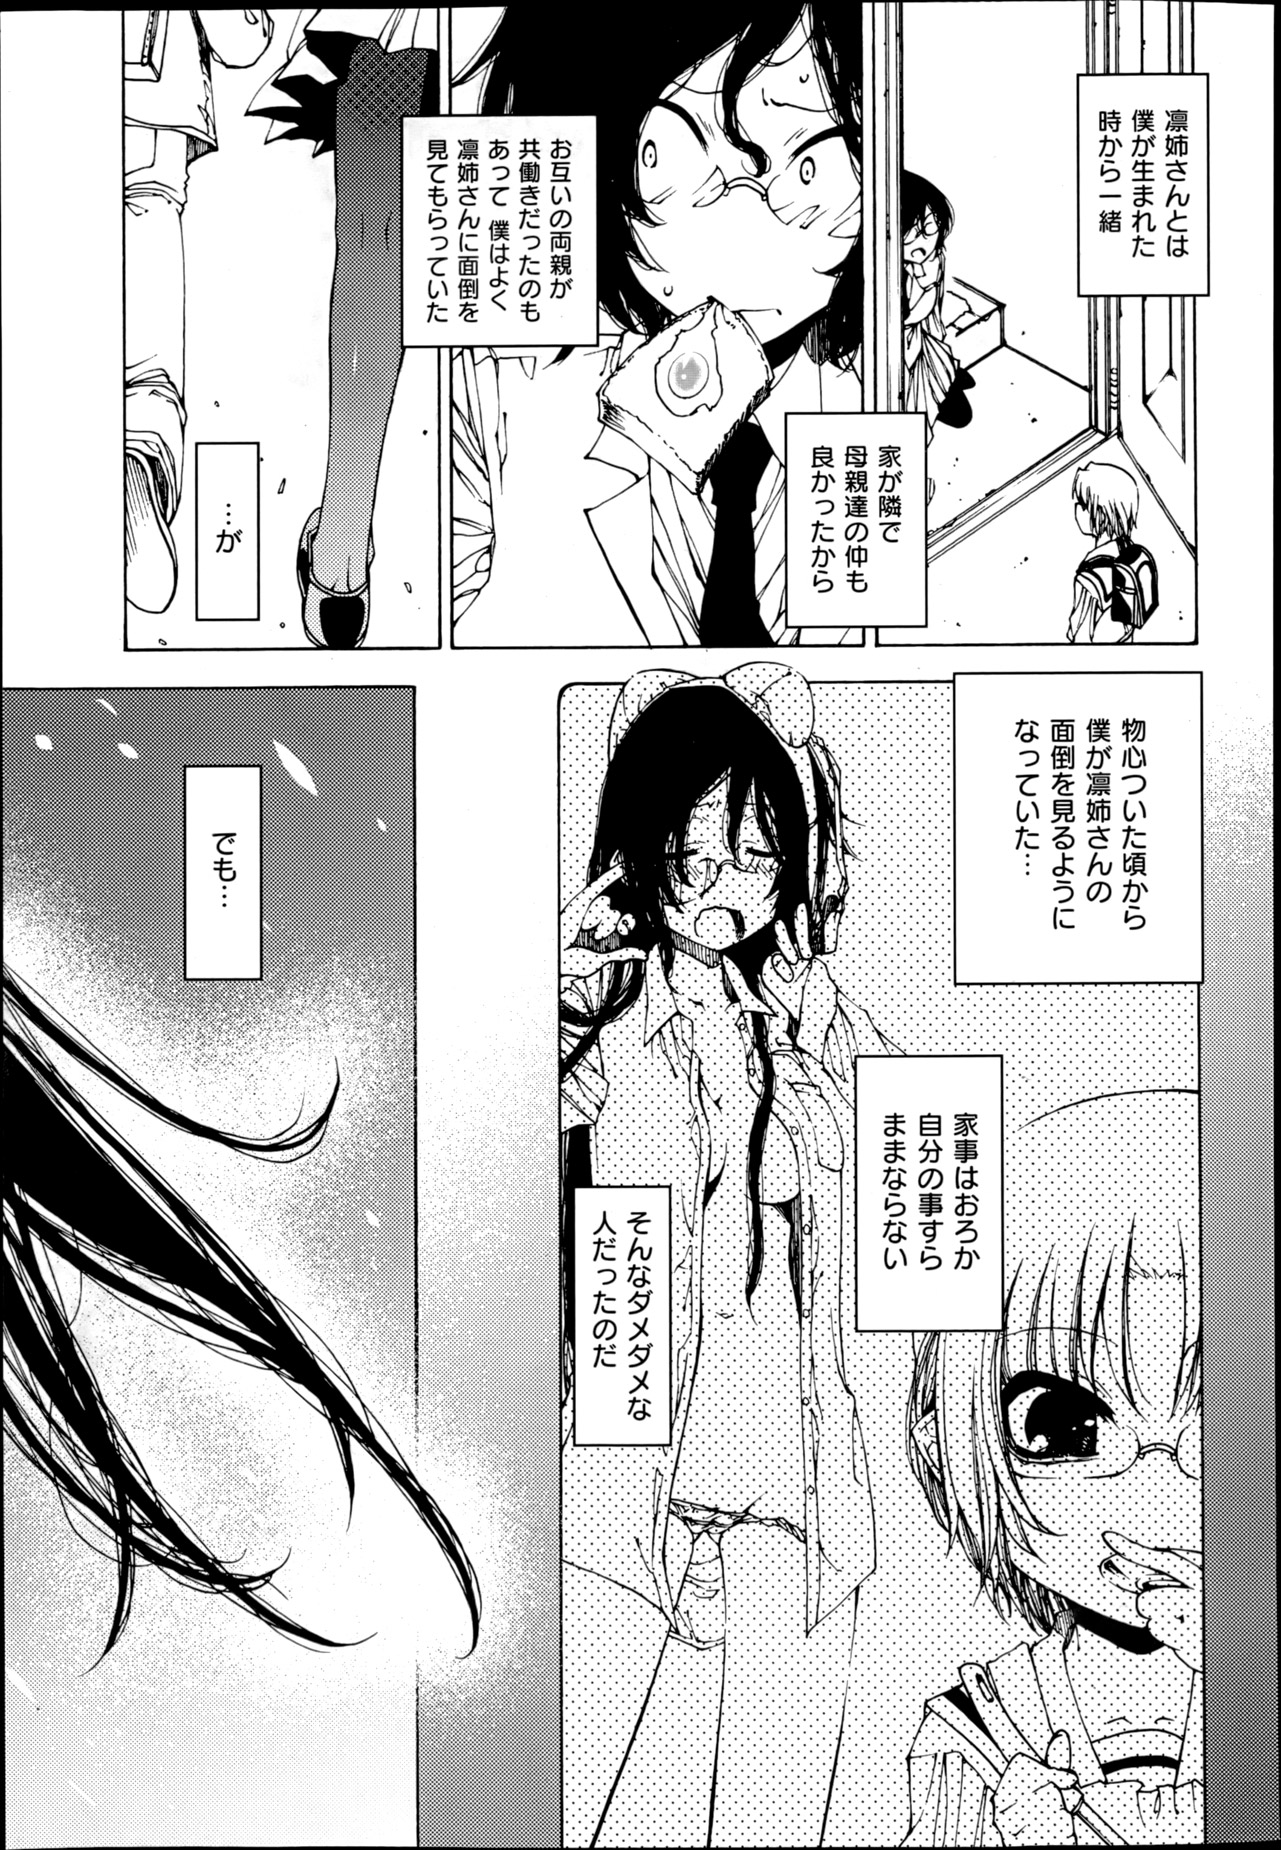 凛姉さんとは
僕が生まれた
時から一緒
家が隣で
母親達の仲も
良かったから
お互いの両親が
共働きだったのも
あって 僕はよく
凛姉さんに面倒を
見てもらっていた
…が
物心ついた頃から
僕が凛姉さんの
面倒を見るように
なっていた…
家事はおろか
自分の事すら
ままならない
そんなダメダメな
人だったのだ
でも…